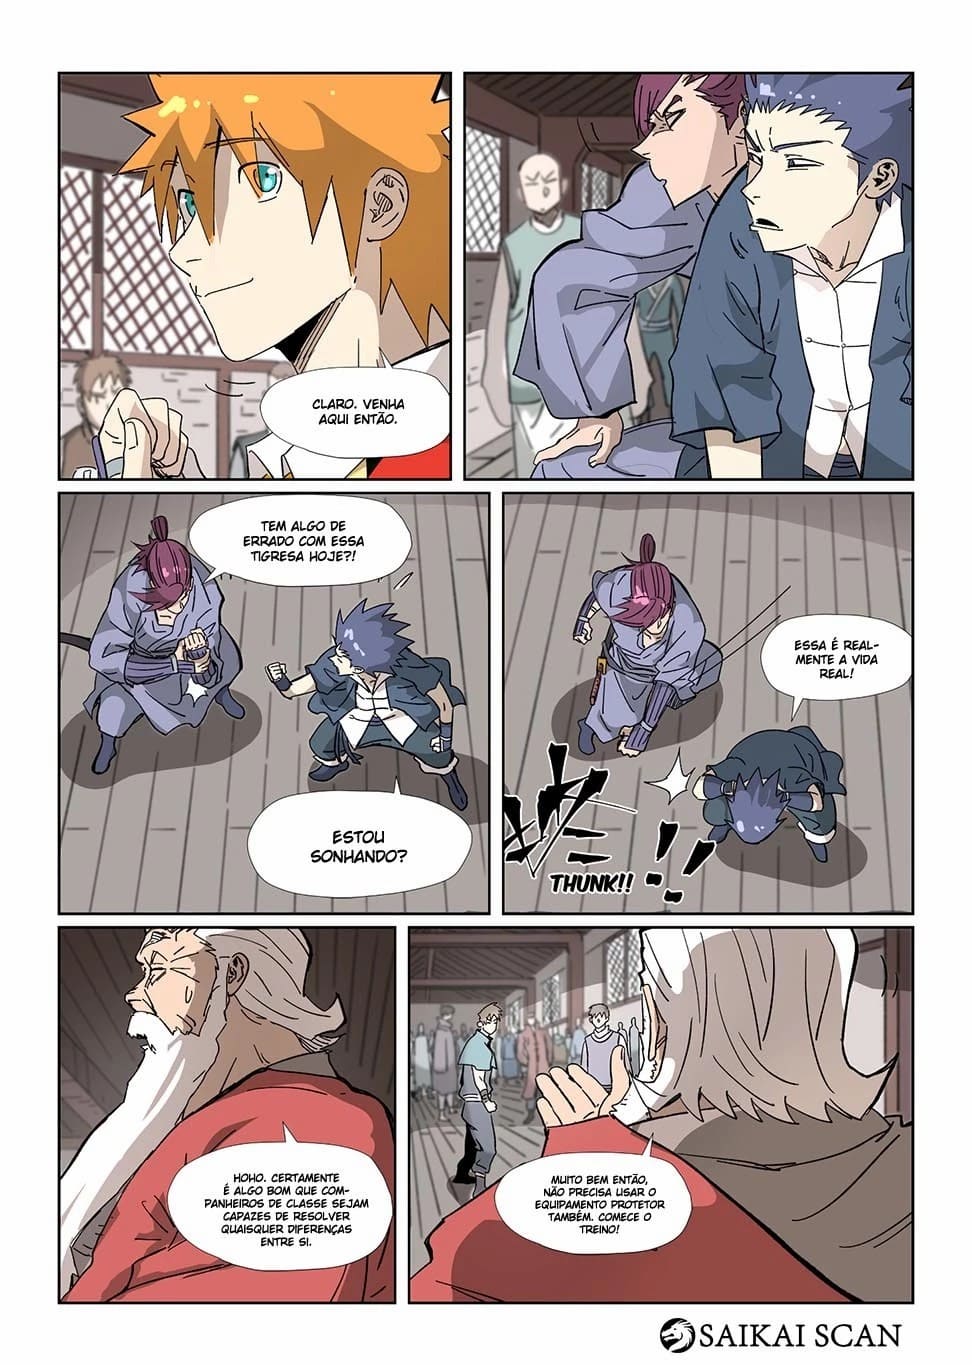 CLARO. VENHA
AQUI ENTÃO.
TEM ALGO DE
ERRADO COM ESSA
TIGRESA HOJE?!
ESTOU
SONHANDO?
ESSA É REAL-
MENTE A VIDA
REAL!
THUNK!!
HOHO. CERTAMENTE
É ALGO BOM QUE COM-
PANHEIROS DE CLASSE SEJAM
CAPAZES DE RESOLVER
QUAISQUER DIFERENÇAS
ENTRE SI.
MUITO BEM ENTÃO,
NÃO PRECISA USAR O
EQUIPAMENTO PROTETOR
TAMBÉM. COMECE O
TREINO!
SAIKAI SCAN